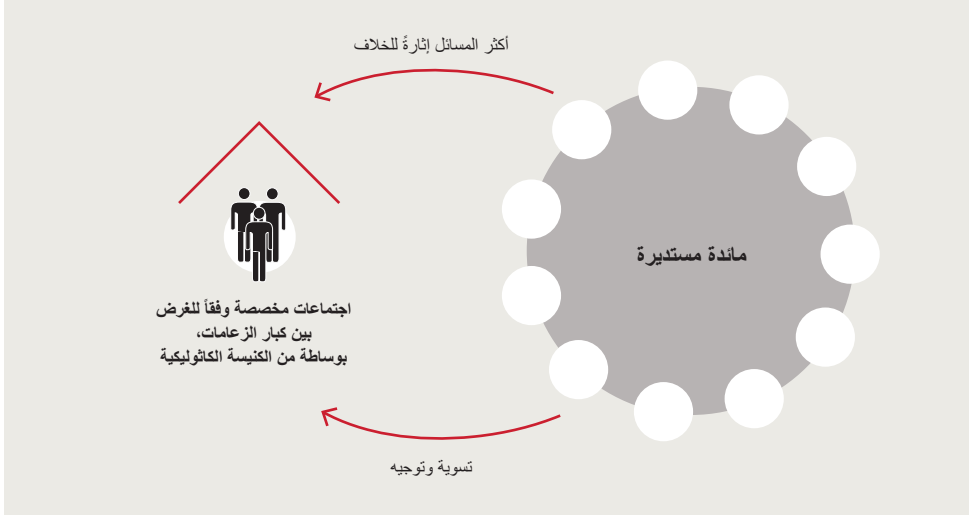 أكثر المسائل إثارةً للخلاف
مائدة مستديرة
اجتماعات مخصصة وفقاً للغرض
بين كبار الزعامات،
بوساطة من الكنيسة الكاثوليكية
تسوية وتوجيه